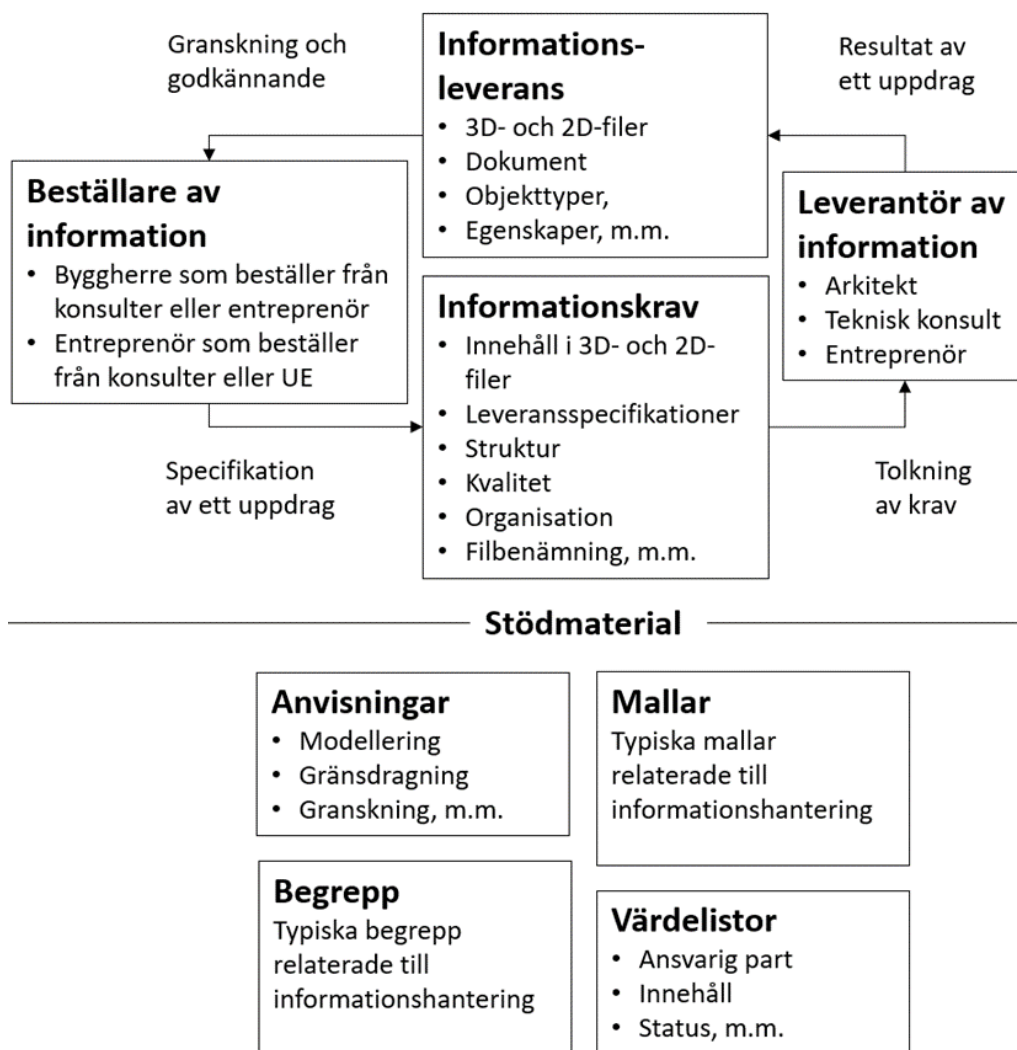 Granskning och
godkännande
Informations-
leverans
• 3D- och 2D-filer
• Dokument
• Objekttyper,
• Egenskaper, m.m.
Resultat av
ett uppdrag
Beställare av
information
• Byggherre som beställer från
konsulter eller entreprenör
• Entreprenör som beställer
från konsulter eller UE
Leverantör av
information
• Arkitekt
• Teknisk konsult
• Entreprenör
Informationskrav
• Innehåll i 3D- och 2D-
filer
• Leveransspecifikationer
• Struktur
• Kvalitet
• Organisation
• Filbenämning, m.m.
Specifikation
av ett uppdrag
Tolkning
av krav
Stödmaterial
Anvisningar
• Modellering
• Gränsdragning
• Granskning, m.m.
Mallar
Typiska mallar
relaterade till
informationshantering
Begrepp
Typiska begrepp
relaterade till
informationshantering
Värdelistor
• Ansvarig part
• Innehåll
• Status, m.m.